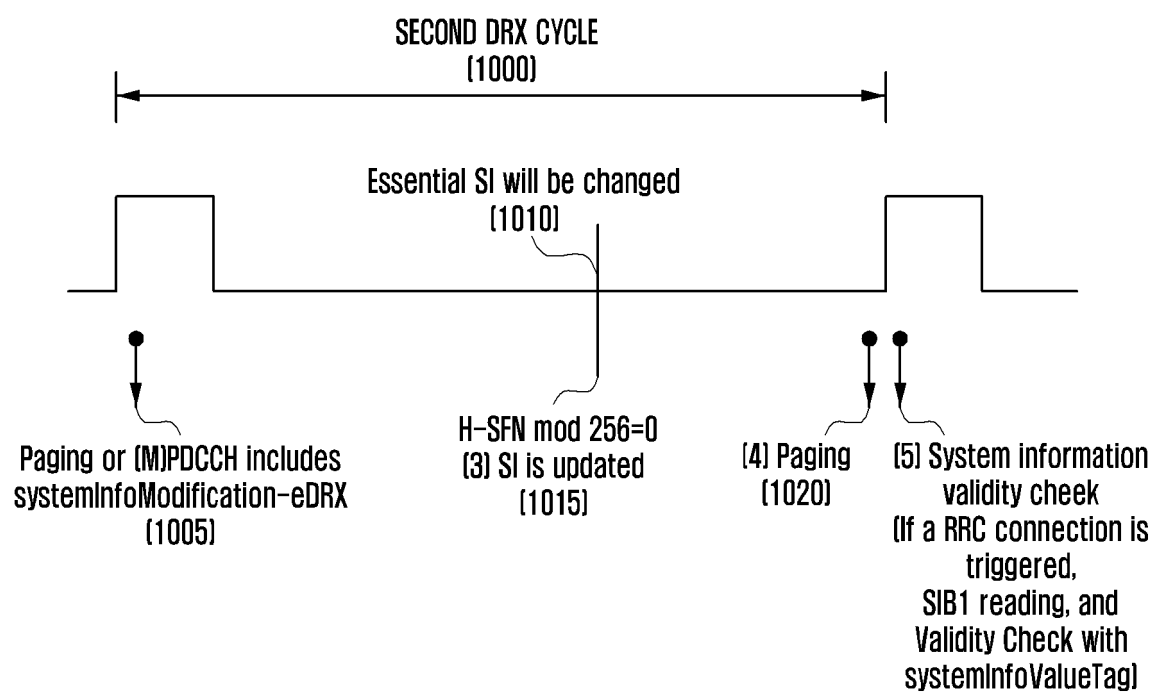 SECOND DRX CYCLE
(1000)
Essential SI will be changed
(1010)
Paging or (M)PDCCH includes
systemInfoModification-eDRX
(1005)
H-SFN mod 256=0
(3) SI is updated
(1015)
(4) Paging
(1020)
(5) System information
validity cheek
(If a RRC connection is
triggered,
SIB1 reading, and
Validity Check with
systemInfoValueTag)